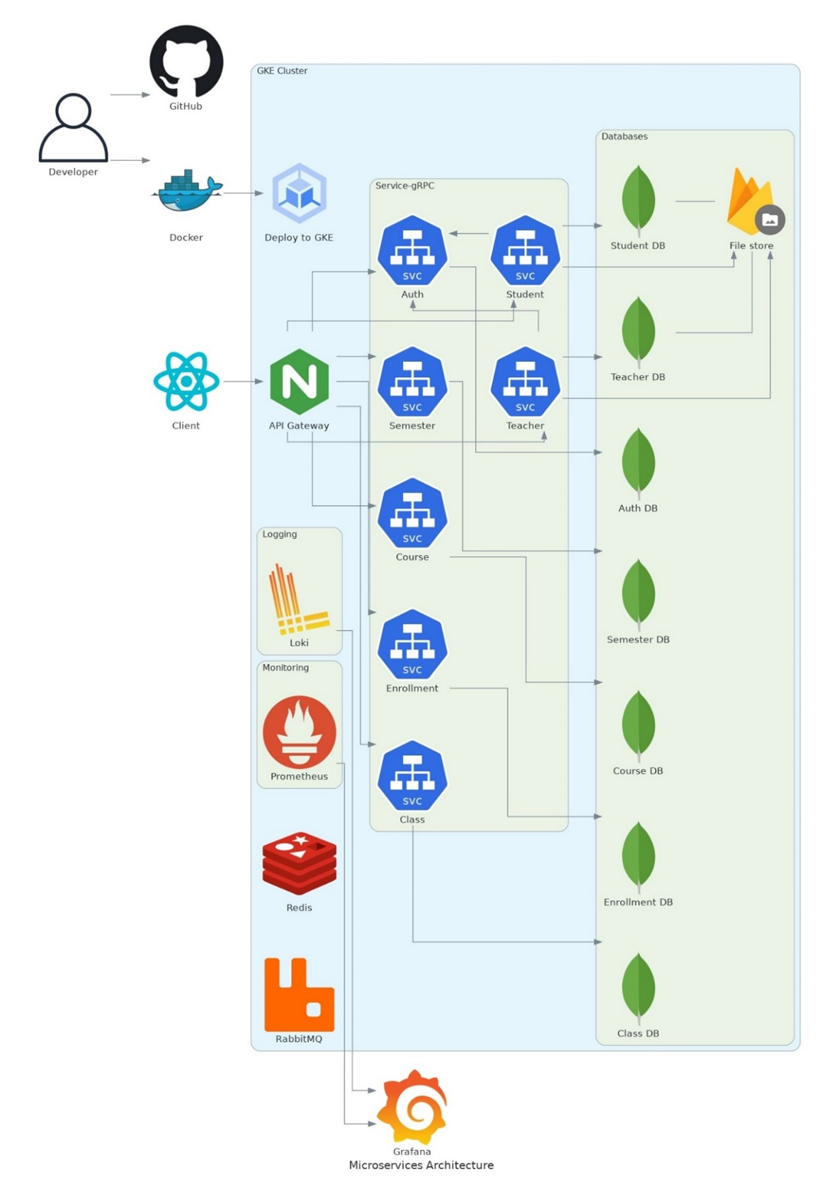 GKE Cluster
GitHub
Developer
Docker
Deploy to GKE
Service-gRPC
Databases
svc
Auth
svc
Student
Student DB
File store
Client
N
API Gateway
svc
Semester
svc
Teacher
Teacher DB
Auth DB
svc
Course
Logging
Loki
Semester DB
svc
Enrollment
Monitoring
Prometheus
Course DB
svc
Class
Redis
Enrollment DB
RabbitMQ
Class DB
Grafana
Microservices Architecture